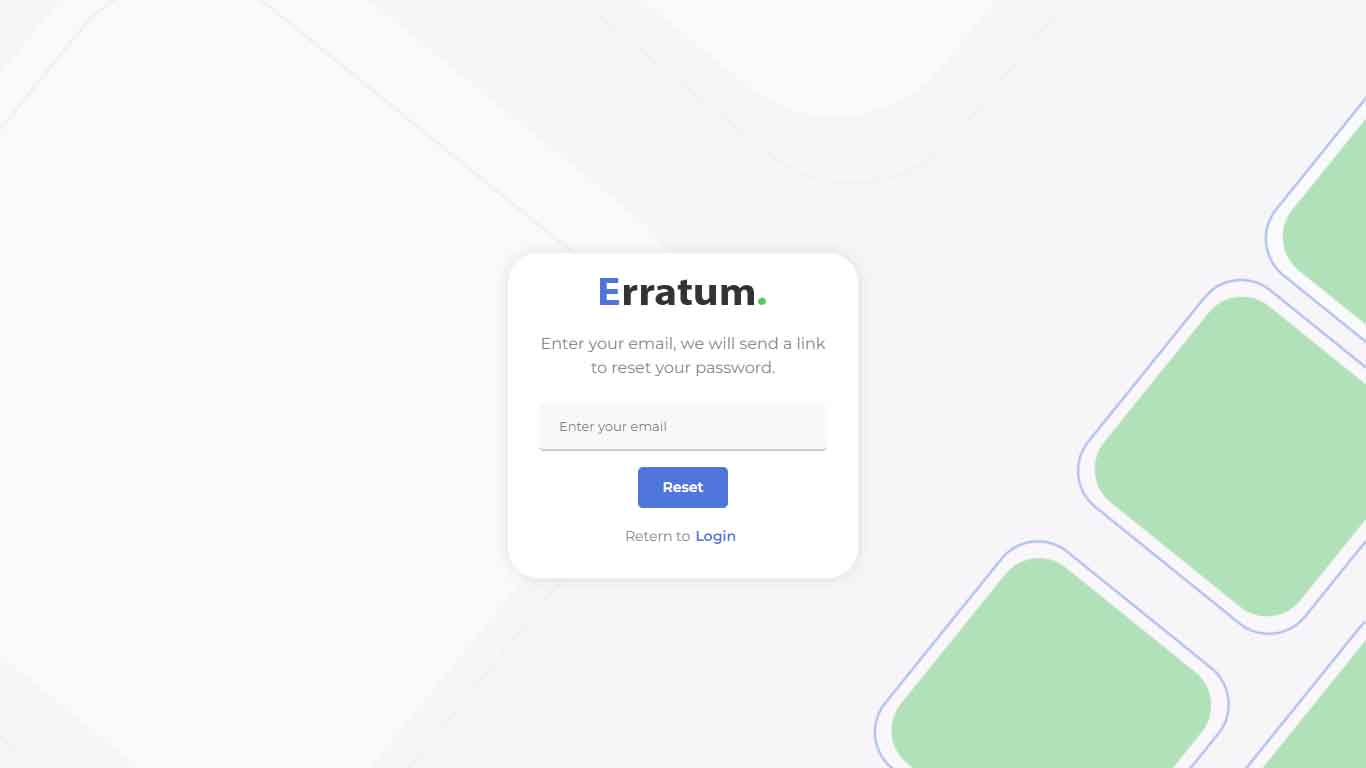 Erratum.
Enter your email, we will send a link
to reset your password.
Enter your email
Reset
Retern to Login